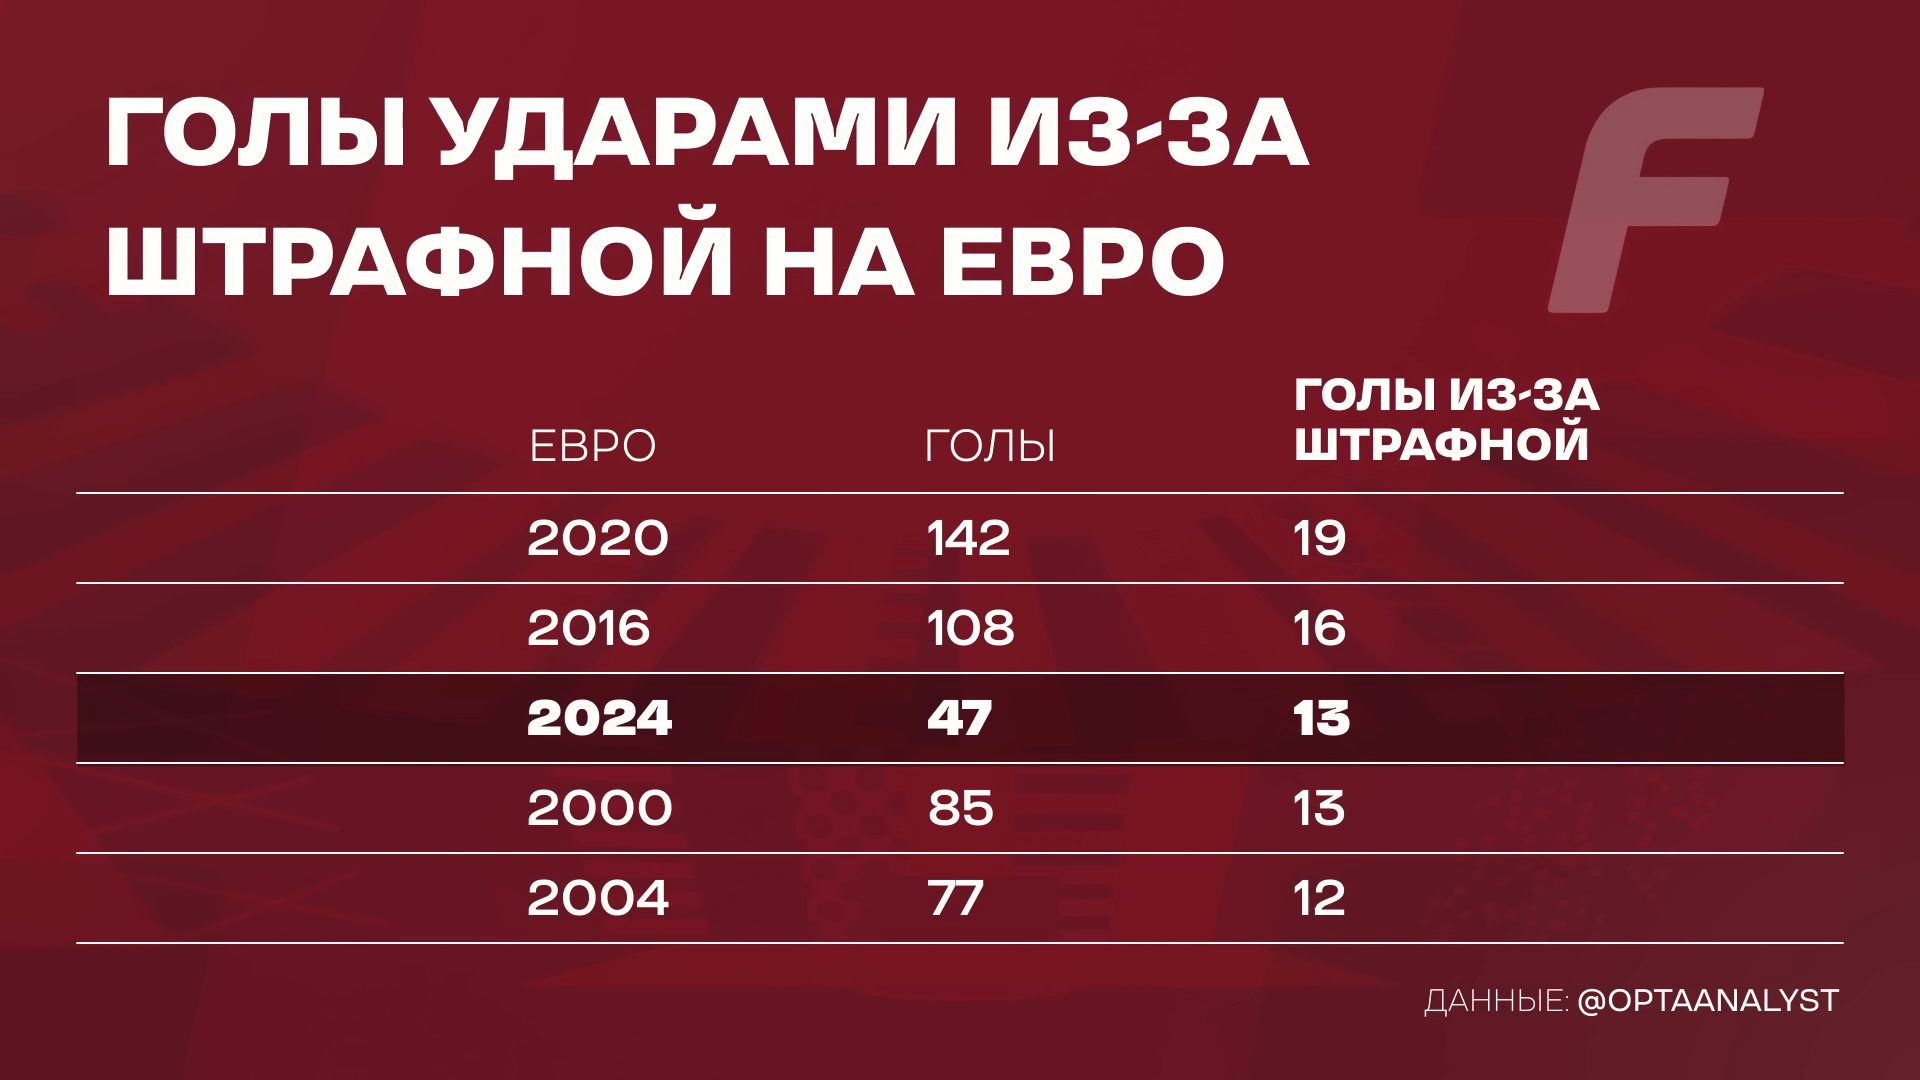 ГОЛЫ УДАРАМИ ИЗ-ЗА
ШТРАФНОЙ НА ЕВРО
F
ЕВРО ГОЛЫ ГОЛЫ ИЗ-ЗА ШТРАФНОЙ
2020 142 19
2016 108 16
2024 47 13
2000 85 13
2004 77 12
ДАННЫЕ: @OPTAANALYST